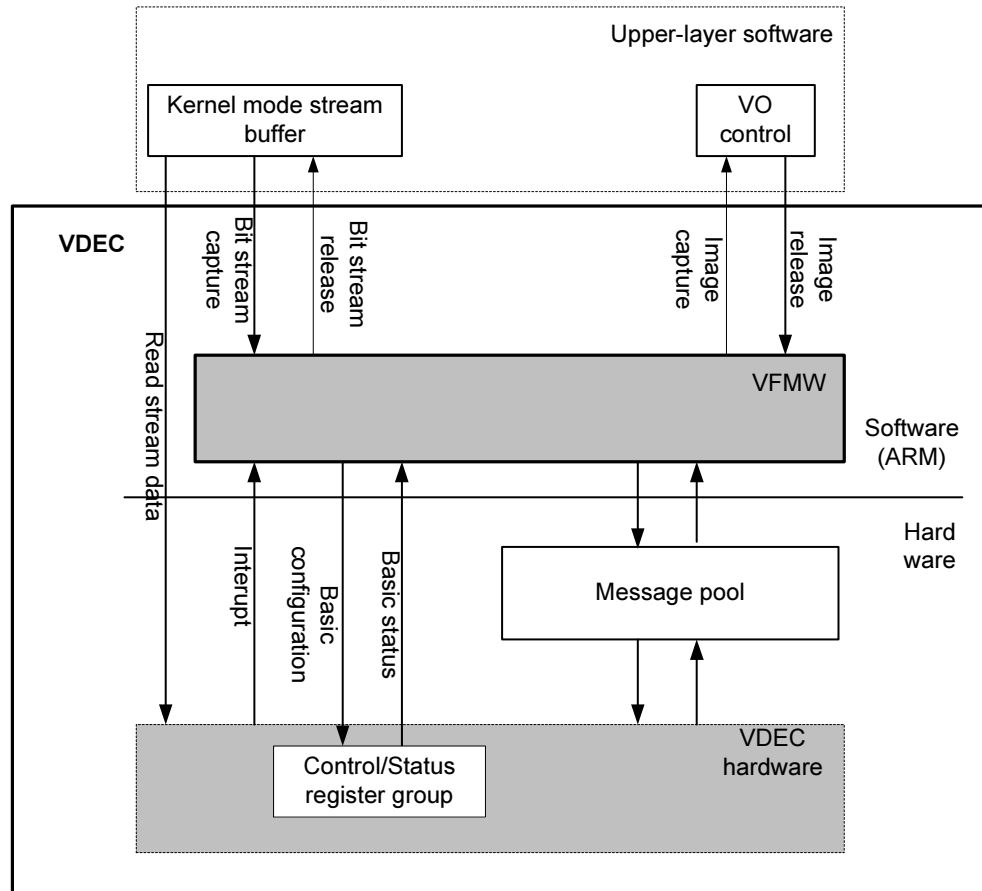 Upper-layer software
Kernel mode stream
buffer
VO
control
VDEC
Bit stream
capture
Bit stream
release
Image
capture
Image
release
Read stream data
VFMW
Software
(ARM)
Hard
ware
Interupt
Basic
configuration
Basic status
Message pool
VDEC
hardware
Control/Status
register group